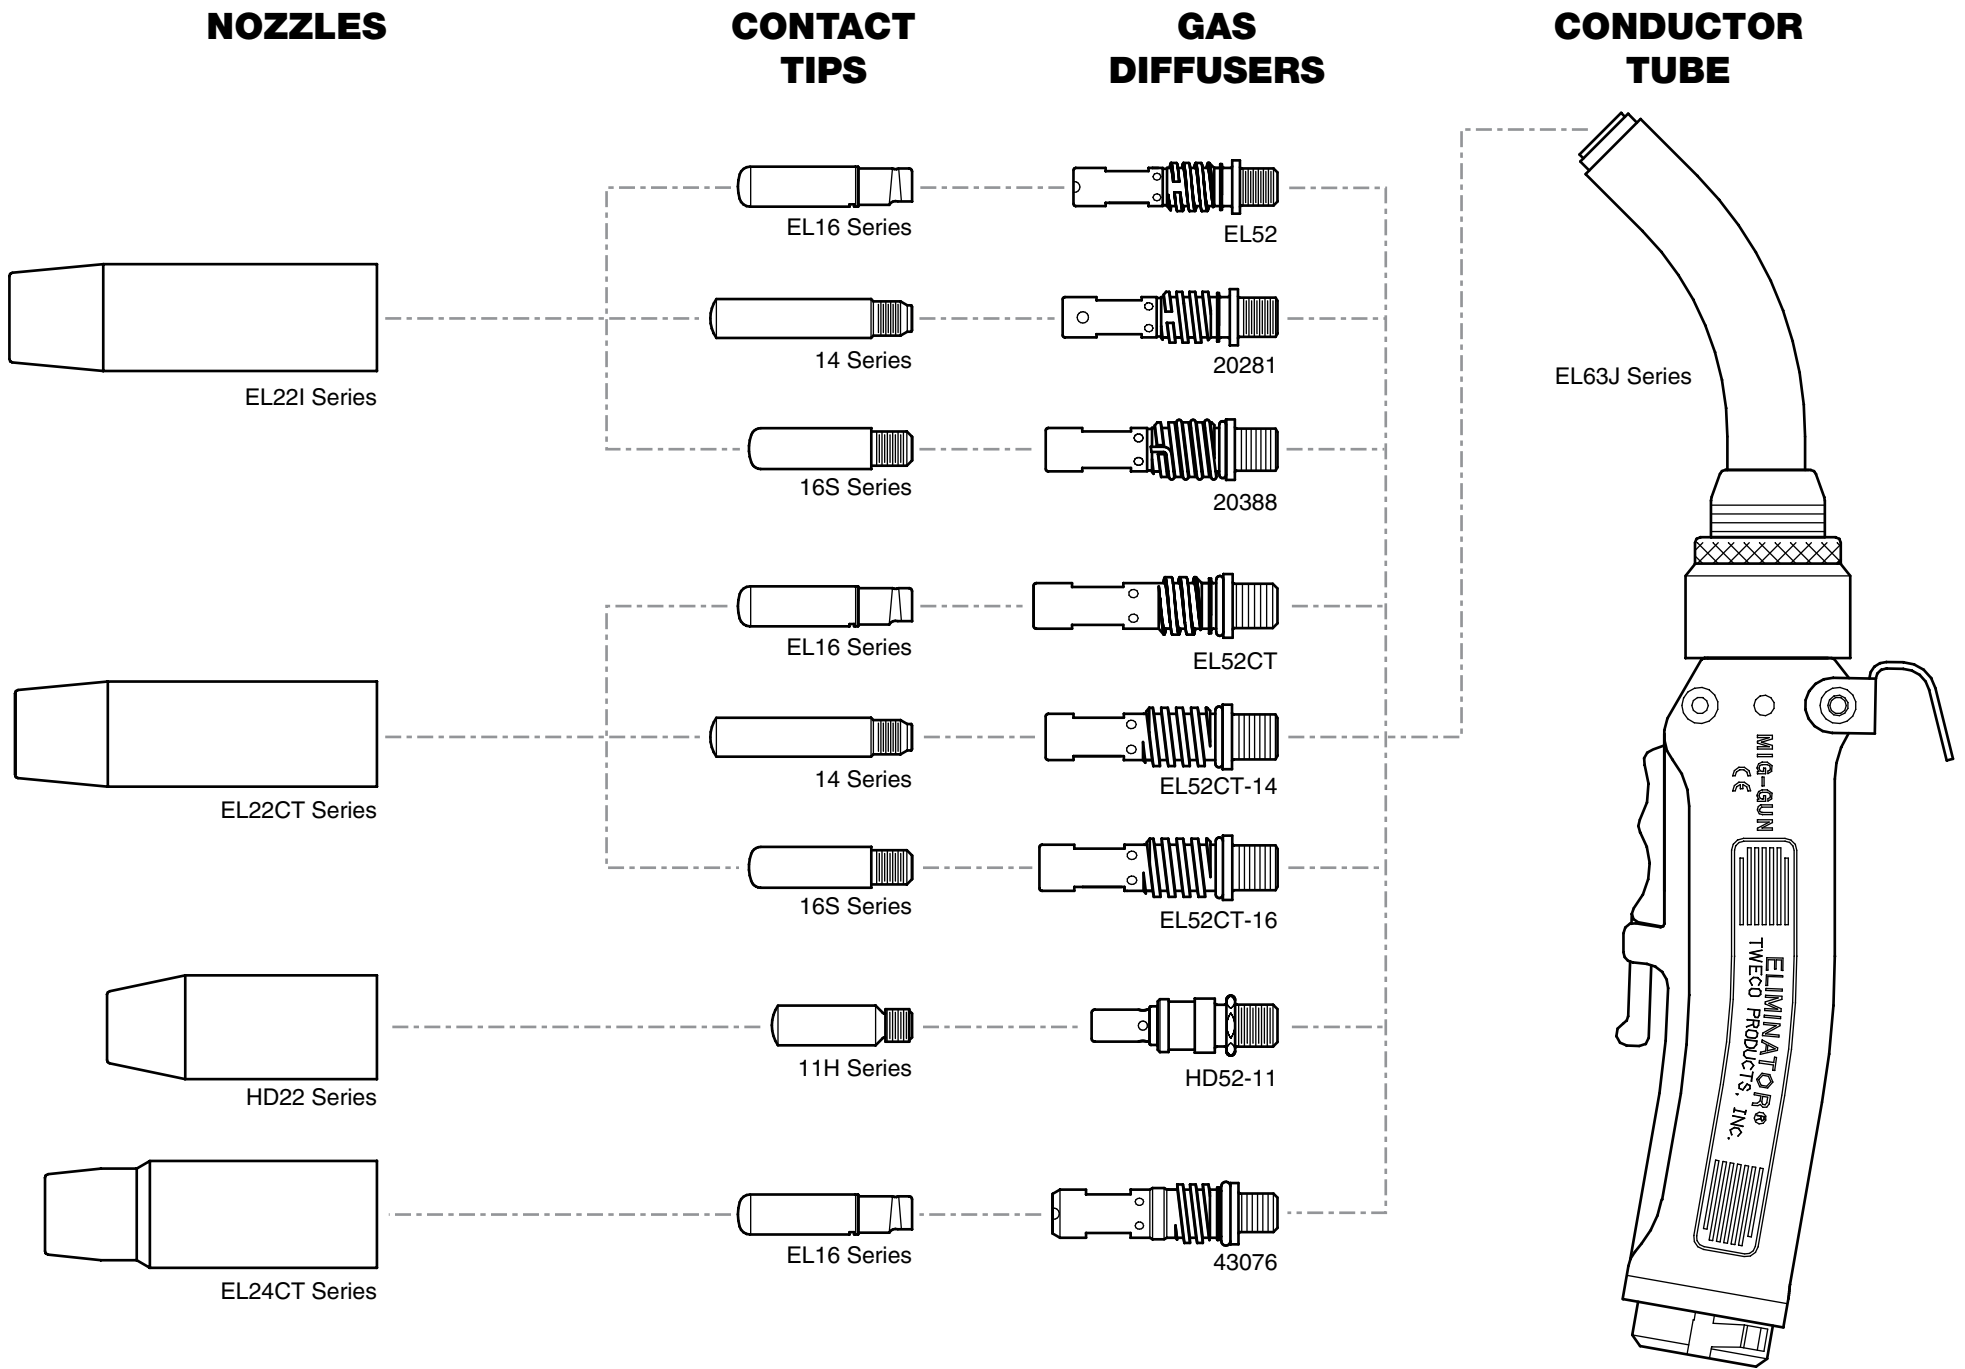 NOZZLES
CONTACT
TIPS
GAS
DIFFUSERS
CONDUCTOR
TUBE
EL16 Series
EL52
14 Series
20281
EL22I Series
EL63J Series
16S Series
20388
EL16 Series
EL52CT
14 Series
EL52CT-14
EL22CT Series
16S Series
EL52CT-16
11H Series
HD52-11
HD22 Series
EL16 Series
43076
EL24CT Series
MIG-GUN
CE
ELIMINATOR®
TWECO PRODUCTS, INC.